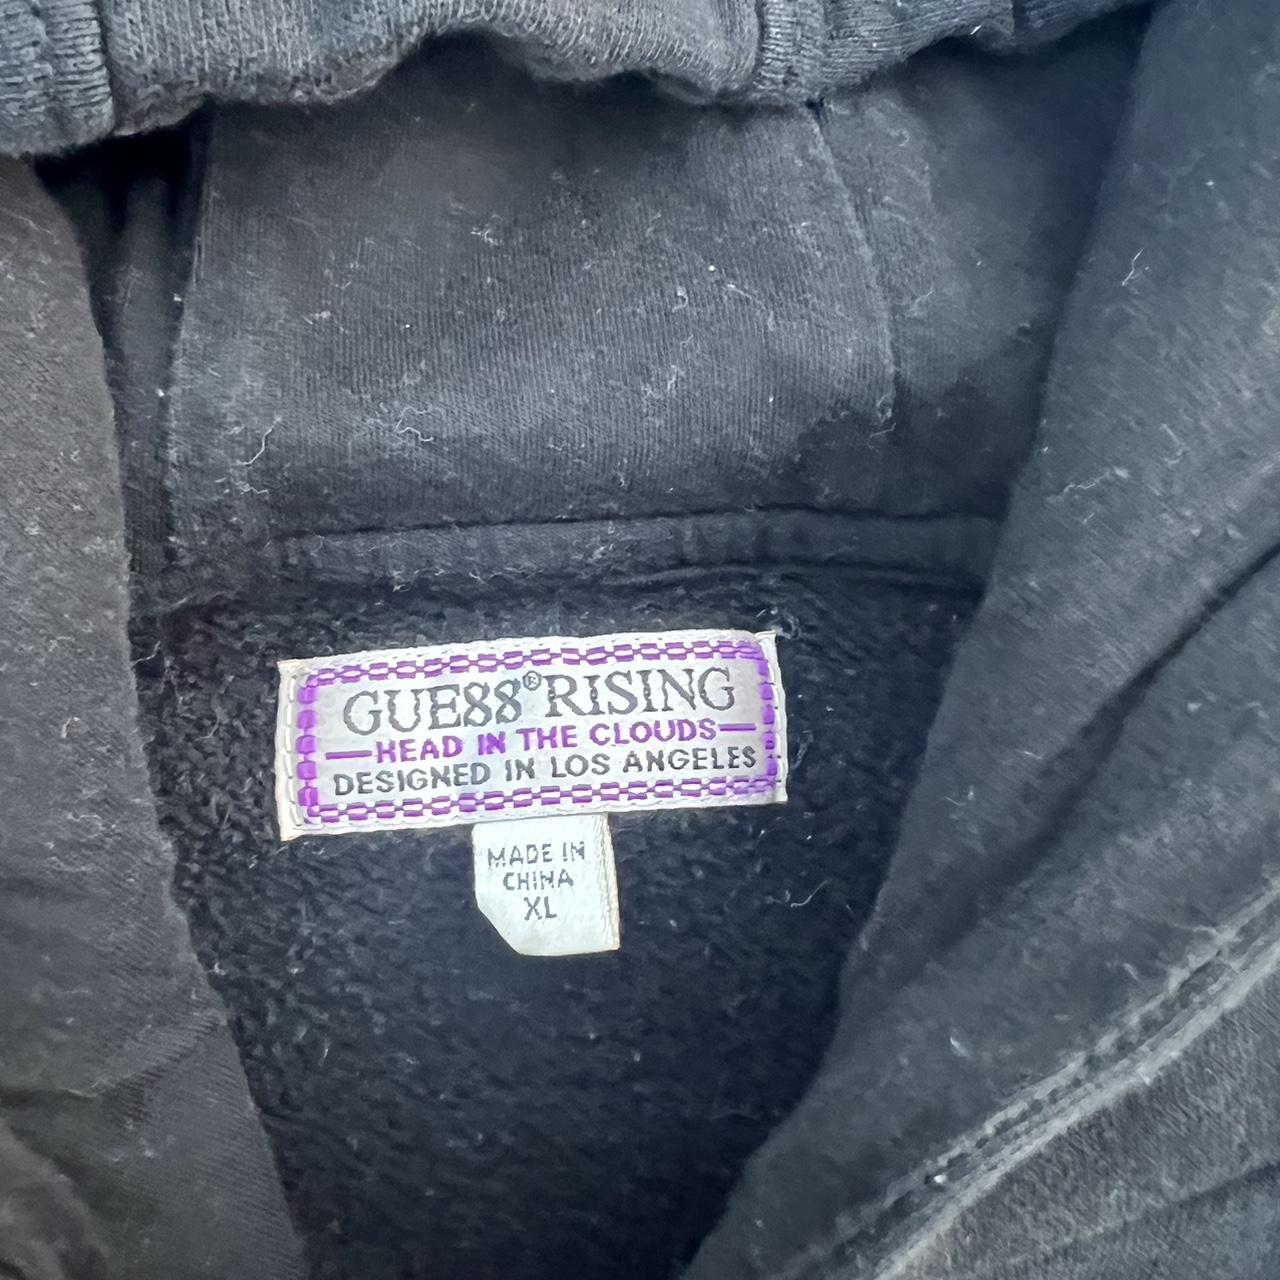 GUE88®RISING
HEAD IN THE CLOUDS
DESIGNED IN LOS ANGELES
MADE IN
CHINA
XL